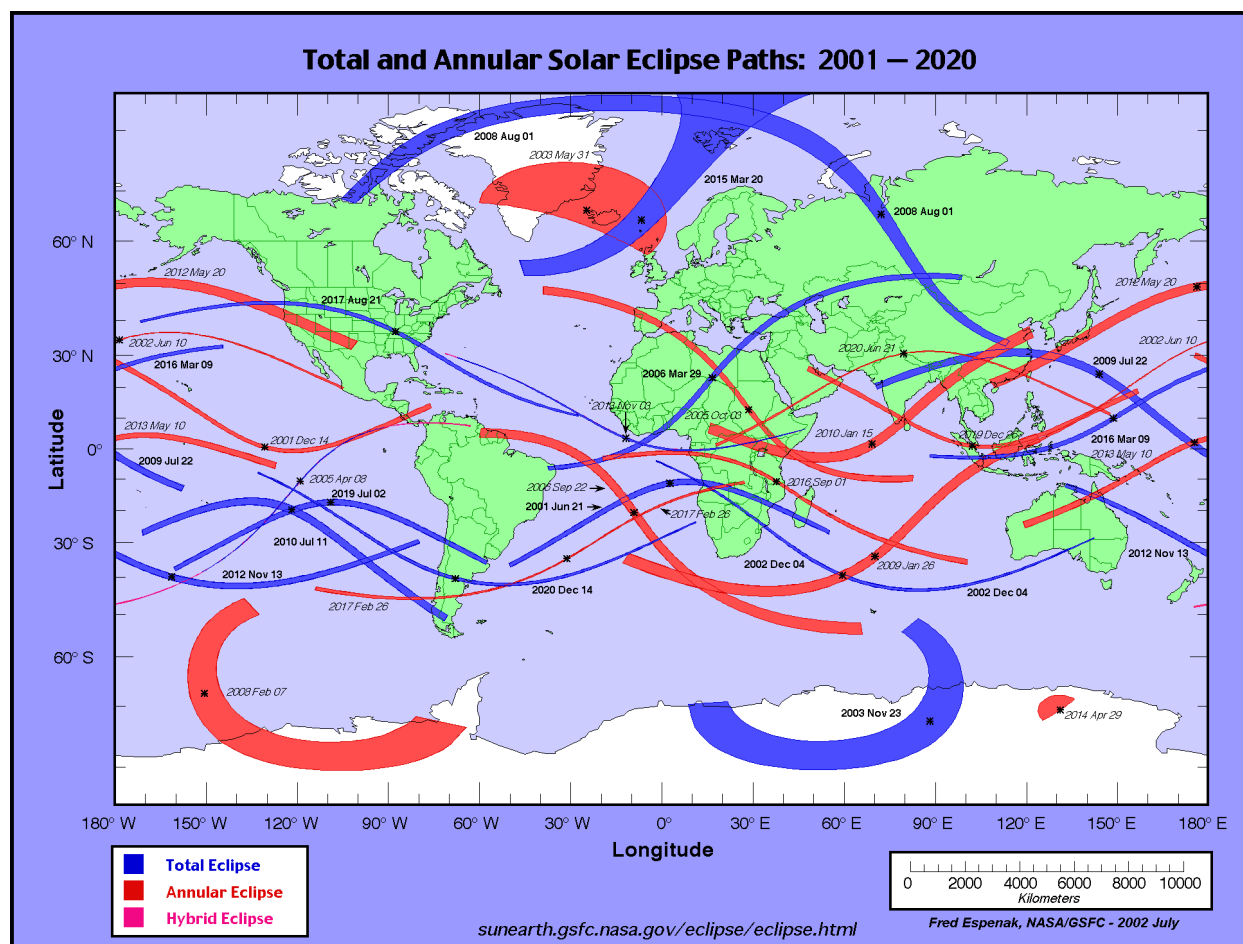 Total and Annular Solar Eclipse Paths: 2001 — 2020
2008 Aug 01
2003 May 31
2015 Mar 20
2008 Aug 01
60° N
2012 May 20
2012 May 20
2017 Aug 21
2002 Jun 10
2002 Jun 10
2020 Jun 21
30° N
2016 Mar 09
2009 Jul 22
2006 Mar 29
2013 Nov 03
2005 Oct 03
2013 May 10
2010 Jan 15
2019 Dec 26
2016 Mar 09
2001 Dec 14
0°
2013 May 10
2009 Jul 22
2005 Apr 08
2006 Sep 22
2016 Sep 01
2019 Jul 02
2001 Jun 21
2017 Feb 26
2010 Jul 11
30° S
2012 Nov 13
2002 Dec 04
2009 Jan 26
2012 Nov 13
2020 Dec 14
2002 Dec 04
2017 Feb 26
60° S
2008 Feb 07
2003 Nov 23
2014 Apr 29
Latitude
180° W 150° W 120° W 90° W 60° W 30° W 0° 30° E 60° E 90° E 120° E 150° E 180° E
Longitude
Total Eclipse
Annular Eclipse
Hybrid Eclipse
0 2000 4000 6000 8000 10000
Kilometers
sunearth.gsfc.nasa.gov/eclipse/eclipse.html
Fred Espenak, NASA/GSFC - 2002 July